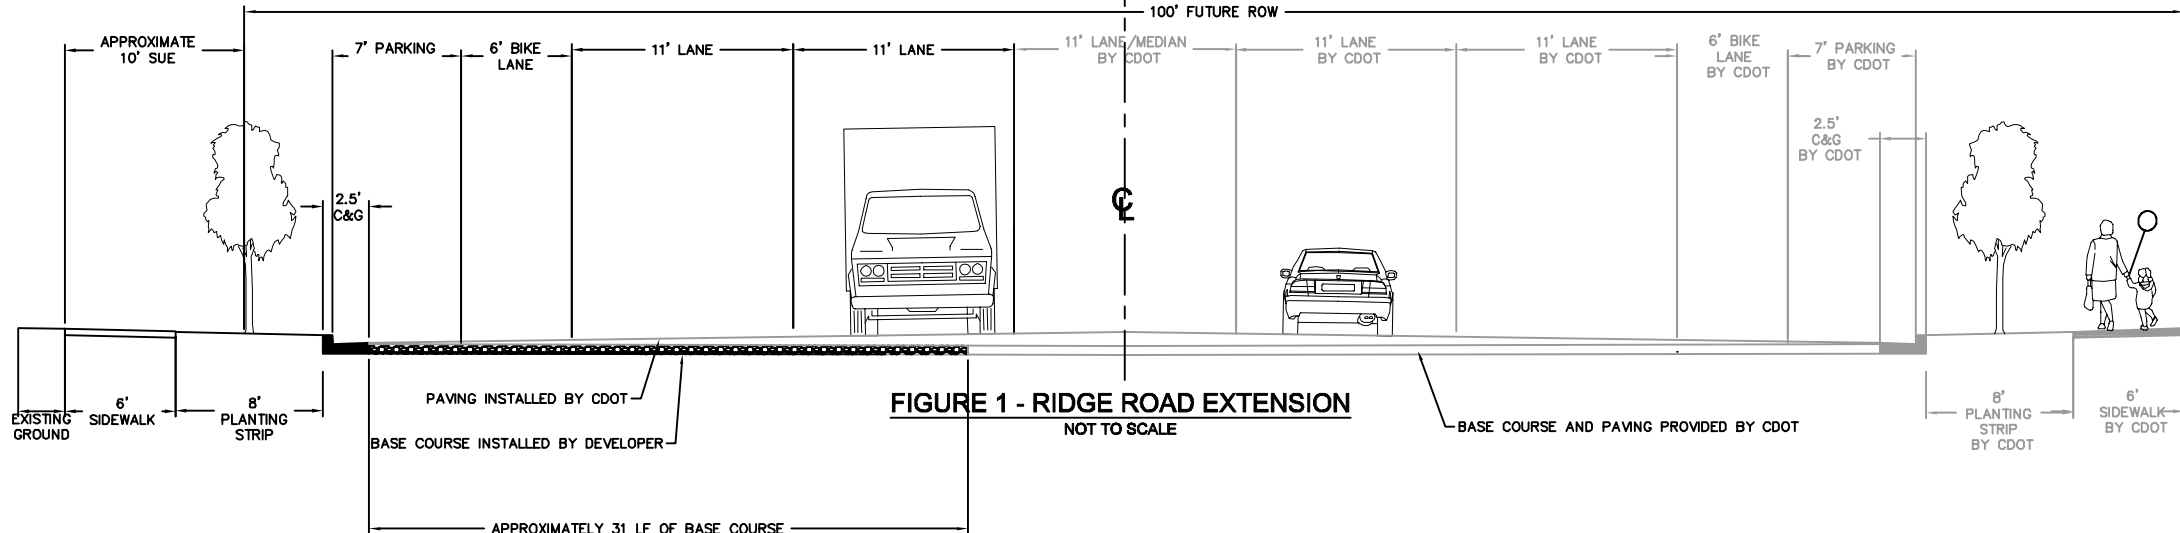 100' FUTURE ROW
APPROXIMATE
10' SUE
7' PARKING
6' BIKE
LANE
11' LANE
11' LANE
11' LANE/MEDIAN
BY CDOT
11' LANE
BY CDOT
11' LANE
BY CDOT
6' BIKE
LANE
BY CDOT
7' PARKING
BY CDOT
2.5'
C&G
BY CDOT
2.5'
C&G
CL
EXISTING
GROUND
6'
SIDEWALK
8'
PLANTING
STRIP
PAVING INSTALLED BY CDOT
BASE COURSE INSTALLED BY DEVELOPER
FIGURE 1 - RIDGE ROAD EXTENSION
NOT TO SCALE
BASE COURSE AND PAVING PROVIDED BY CDOT
8'
PLANTING
STRIP
BY CDOT
6'
SIDEWALK
BY CDOT
APPROXIMATELY 31 LF OF BASE COURSE